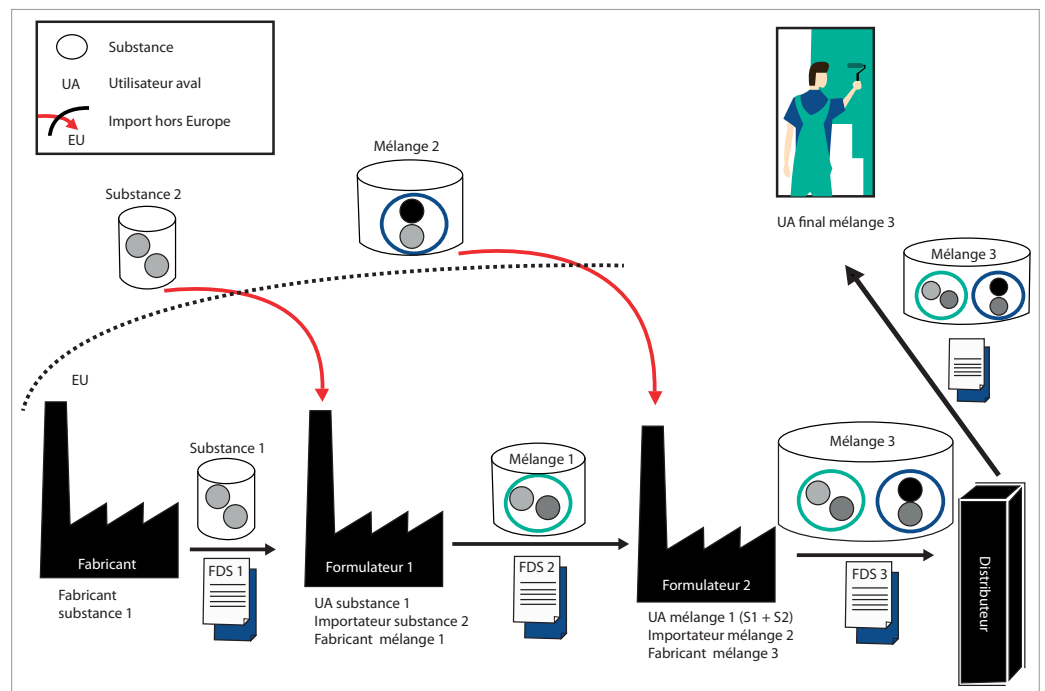 Substance
UA
Utilisateur aval
Import hors Europe
EU
Mélange 2
Substance 2
UA final mélange 3
Mélange 3
EU
Substance 1
Mélange 1
Mélange 3
Fabricant
FDS 1
Formulateur 1
FDS 2
Formulateur 2
FDS 3
Distributeur
Fabricant
substance 1
UA substance 1
Importateur substance 2
Fabricant mélange 1
UA mélange 1 (S1 + S2)
Importateur mélange 2
Fabricant mélange 3